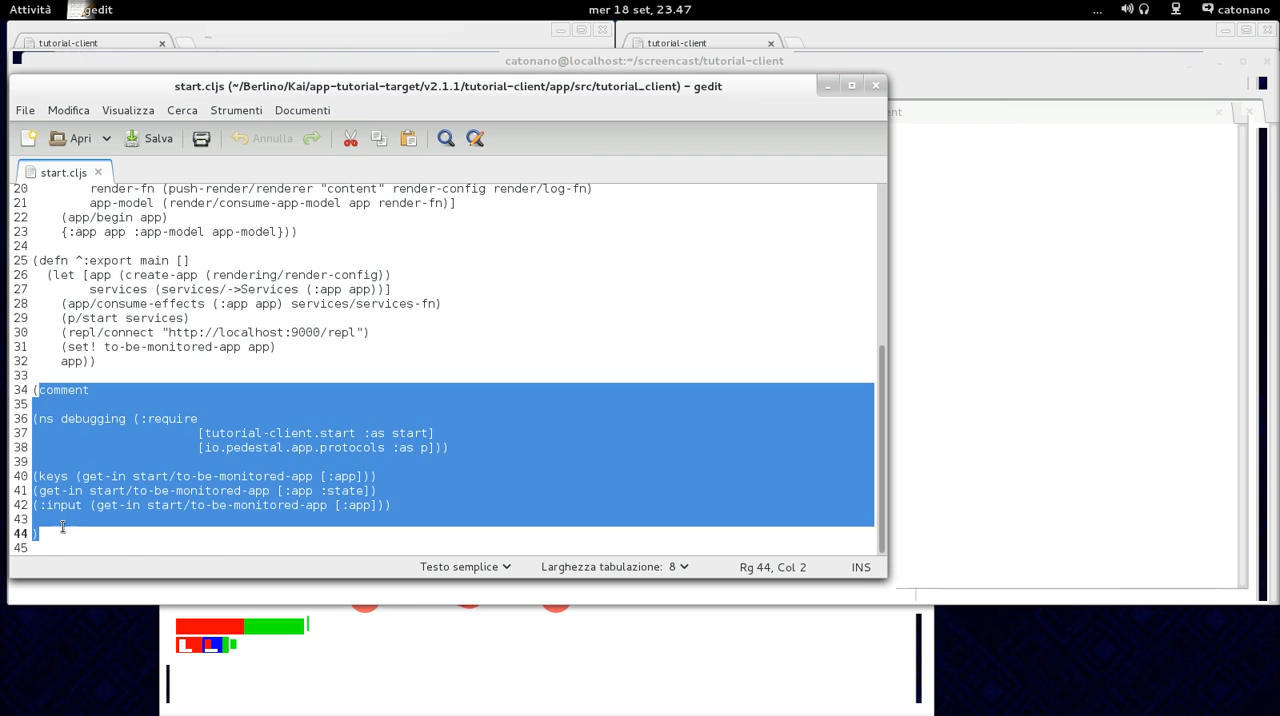 Attività gedit mer 18 set, 23.47 ... catonano
tutorial-client tutorial-client
catonano@localhost:~/screencast/tutorial-client
start.cljs (~/Berlino/Kai/app-tutorial-target/v2.1.1/tutorial-client/app/src/tutorial_client) – gedit
File Modifica Visualizza Cerca Strumenti Documenti
Apri Salva Annulla
start.cljs
20 render-fn (push-render/renderer "content" render-config render/log-fn)
21 app-model (render/consume-app-model app render-fn)]
22 (app/begin app)
23 {:app app :app-model app-model}))
24
25 (defn ^:export main []
26 (let [app (create-app (rendering/render-config))
27 services (services/->Services (:app app))]
28 (app/consume-effects (:app app) services/services-fn)
29 (p/start services)
30 (repl/connect "http://localhost:9000/repl")
31 (set! to-be-monitored-app app)
32 app))
33
34 (comment
35
36 (ns debugging (:require
37 [tutorial-client.start :as start]
38 [io.pedestal.app.protocols :as p]))
39
40 (keys (get-in start/to-be-monitored-app [:app]))
41 (get-in start/to-be-monitored-app [:app :state])
42 (:input (get-in start/to-be-monitored-app [:app]))
43
44 )
45
Testo semplice Larghezza tabulazione: 8 Rg 44, Col 2 INS